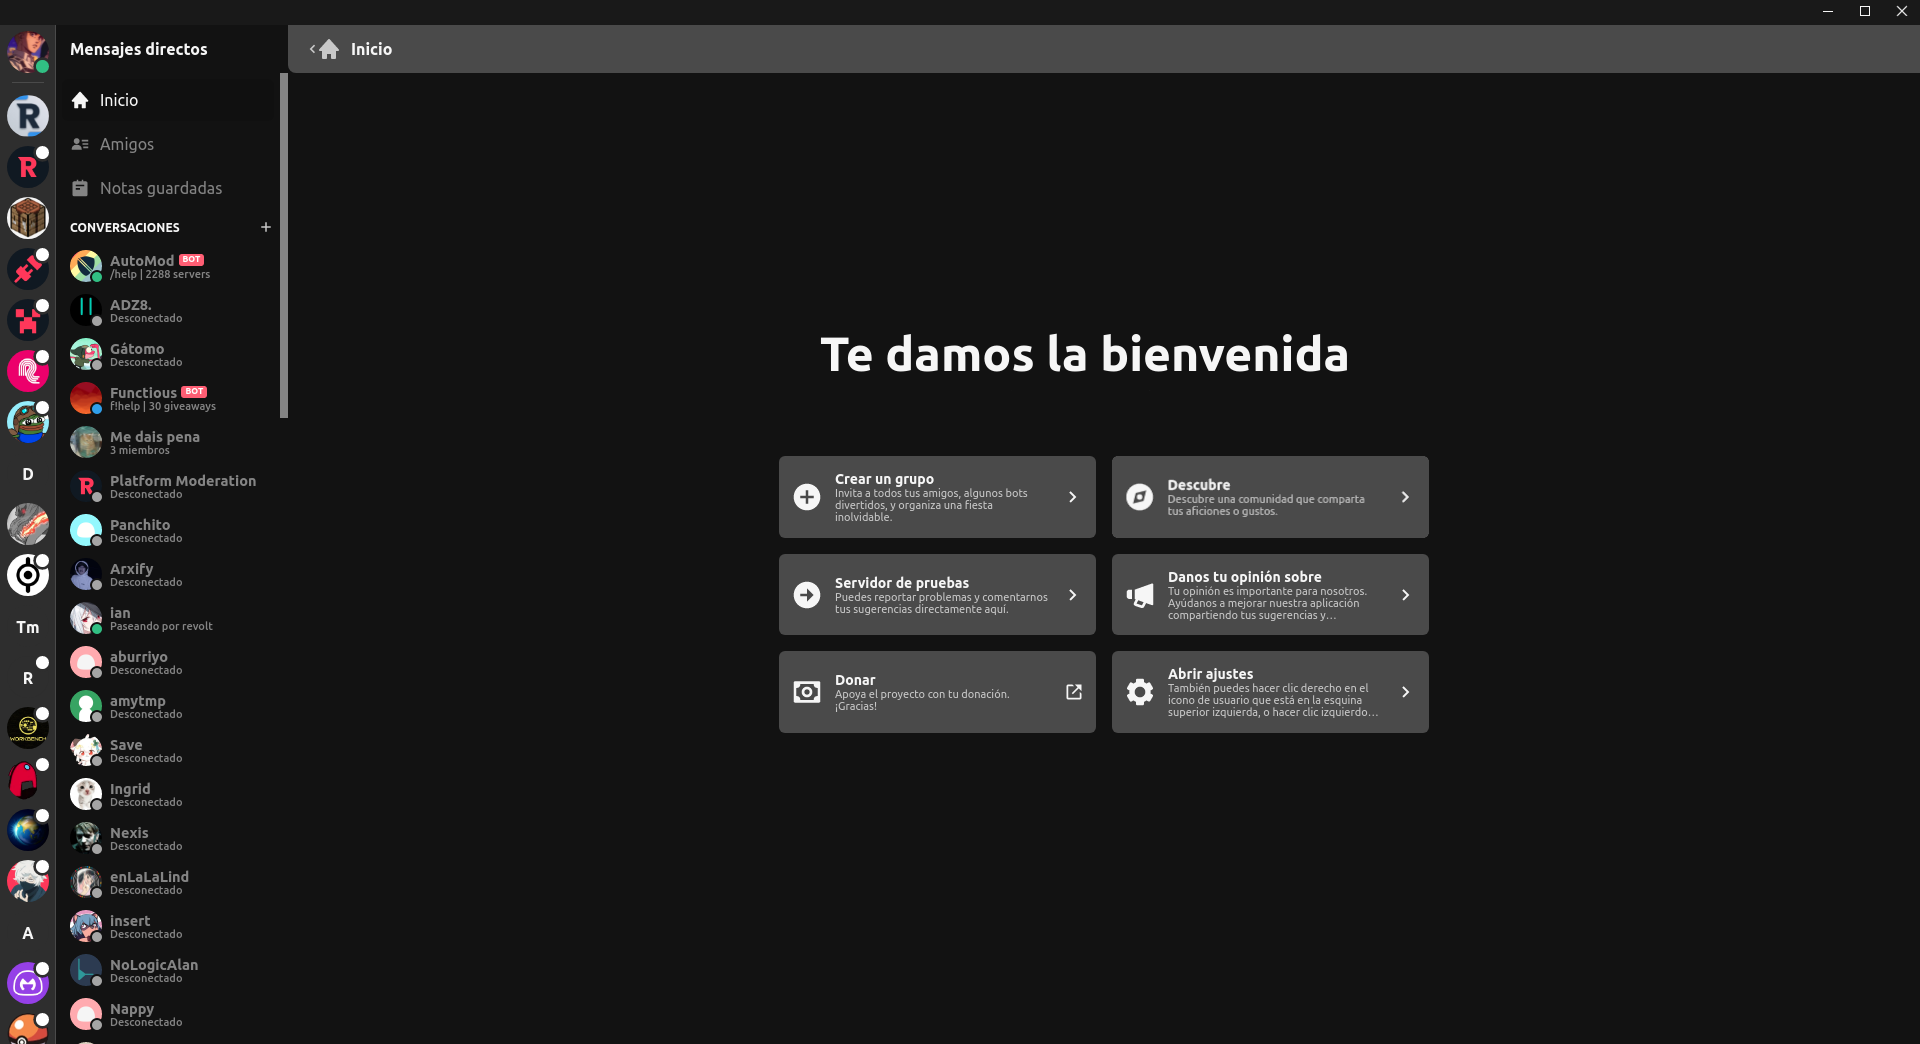 Mensajes directos
Inicio
Inicio
Amigos
Notas guardadas
CONVERSACIONES
AutoMod BOT
/help | 2288 servers
ADZ8.
Desconectado
Gátomo
Desconectado
Functious BOT
f!help | 30 giveaways
Me dais pena
3 miembros
Platform Moderation
Desconectado
Panchito
Desconectado
Arxify
Desconectado
ian
Paseando por revolt
aburriyo
Desconectado
amytmp
Desconectado
Save
Desconectado
Ingrid
Desconectado
Nexis
Desconectado
enLaLaLind
Desconectado
insert
Desconectado
NoLogicAlan
Desconectado
Nappy
Desconectado
R
R
D
Tm
R
WORKBENCH
A
Te damos la bienvenida
Crear un grupo
Invita a todos tus amigos, algunos bots
divertidos, y organiza una fiesta
inolvidable.
Descubre
Descubre una comunidad que comparta
tus aficiones o gustos.
Servidor de pruebas
Puedes reportar problemas y comentarnos
tus sugerencias directamente aquí.
Danos tu opinión sobre
Tu opinión es importante para nosotros.
Ayúdanos a mejorar nuestra aplicación
compartiendo tus sugerencias y…
Donar
Apoya el proyecto con tu donación.
¡Gracias!
Abrir ajustes
También puedes hacer clic derecho en el
icono de usuario que está en la esquina
superior izquierda, o hacer clic izquierdo…